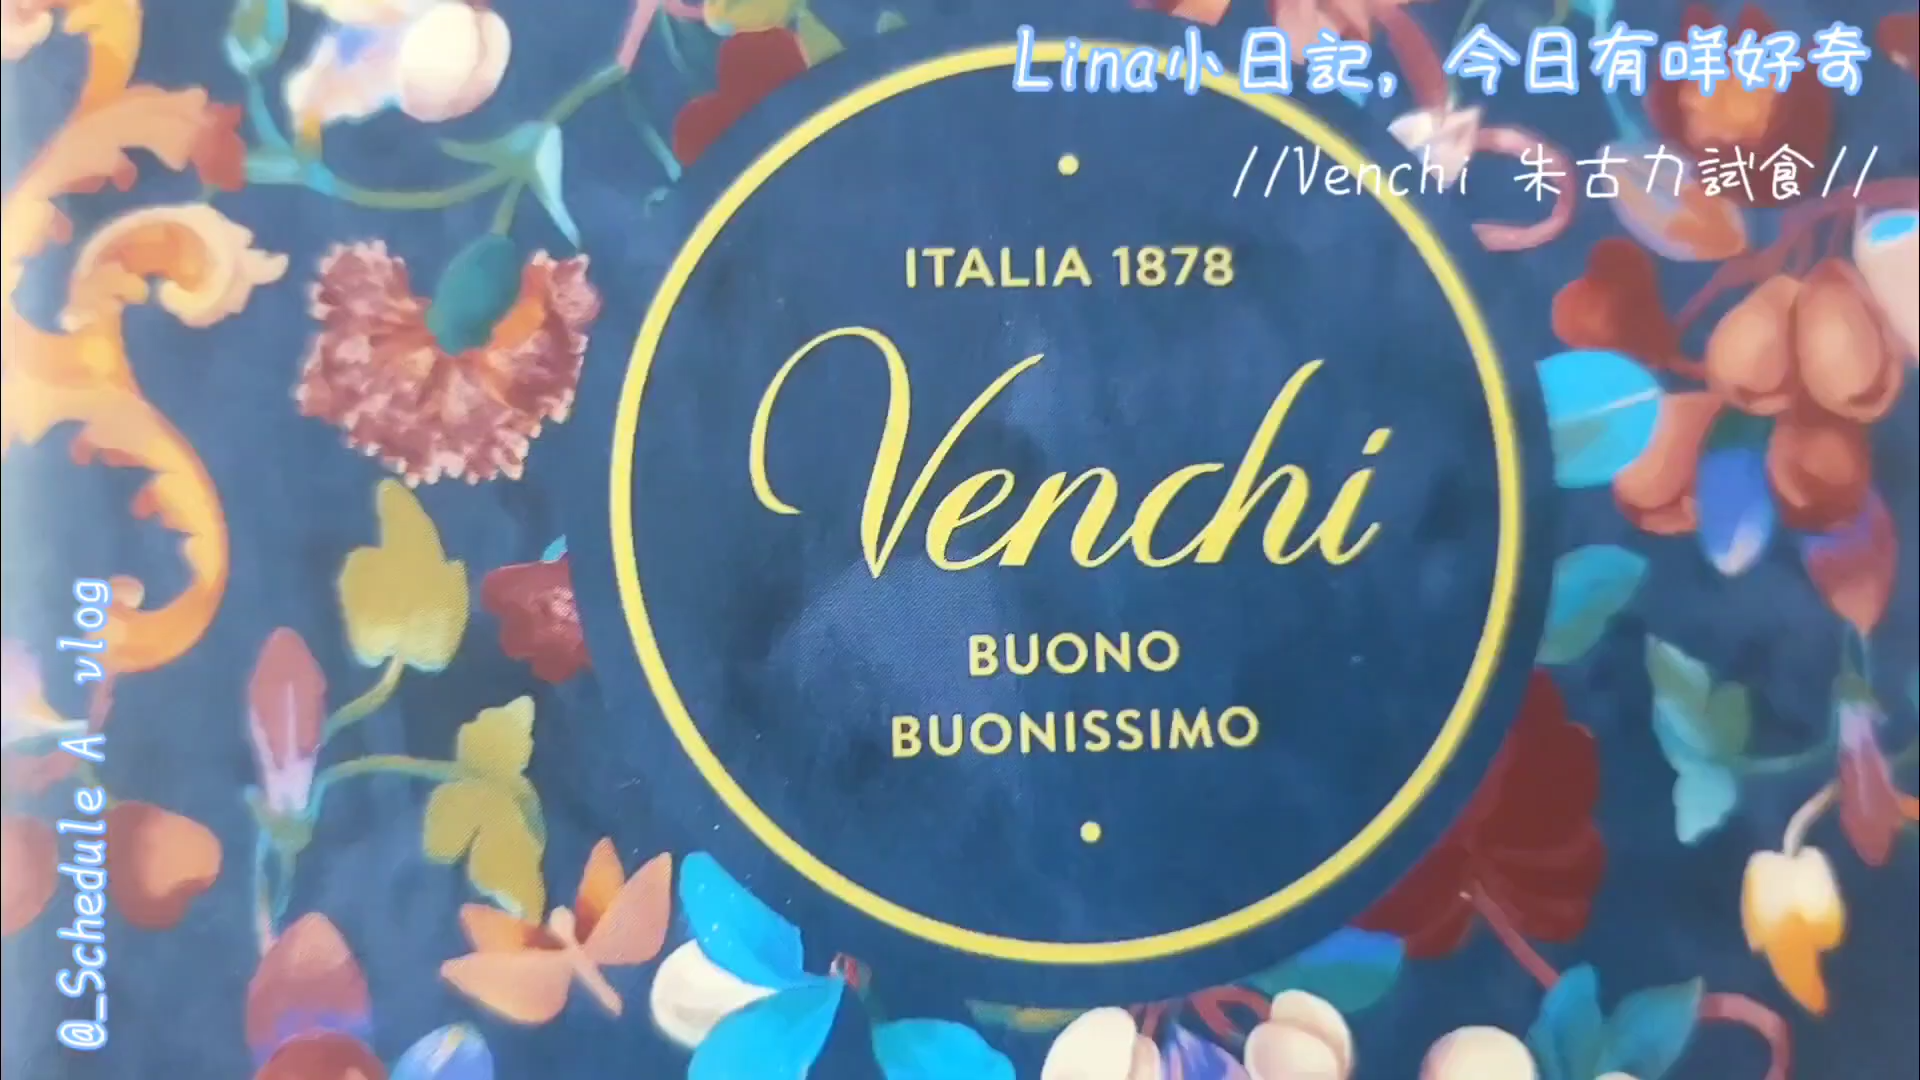 Lina小日記，今日有咩好奇
//Venchi 朱古力試食//
ITALIA 1878
Venchi
BUONO
BUONISSIMO
@_Schedule A vlog